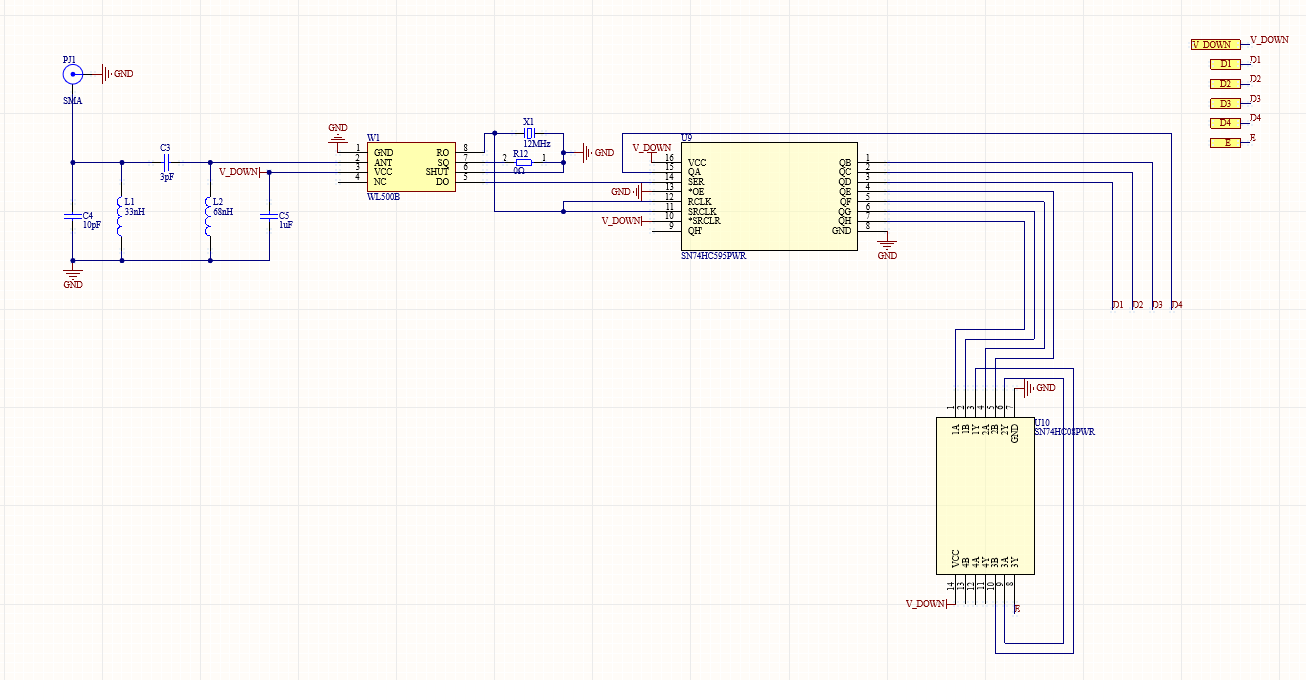 PJ1
GND
SMA
C4
10pF
GND
L1
33nH
C3
3pF
L2
68nH
V_DOWN
C5
1uF
GND
W1
1 GND RO 8
2 ANT SQ 7
3 VCC SHUT 6
4 NC DO 5
WL500B
X1
12MHz
2 R12 1
0Ω
GND
U9
V_DOWN
16 VCC QB 1
15 QA QC 2
14 SER QD 3
GND 13 *OE QE 4
12 RCLK QF 5
11 SRCLK QG 6
V_DOWN 10 *SRCLR QH 7
9 QH' GND 8
SN74HC595PWR
GND
D1 D2 D3 D4
V_DOWN V_DOWN
D1 D1
D2 D2
D3 D3
D4 D4
E E
GND
1 2 3 4 5 6 7
1A 1B 1Y 2A 2B 2Y GND
U10
SN74HC08PWR
VCC 4B 4A 4Y 3B 3A 3Y
14 13 12 11 10 9 8
V_DOWN
E